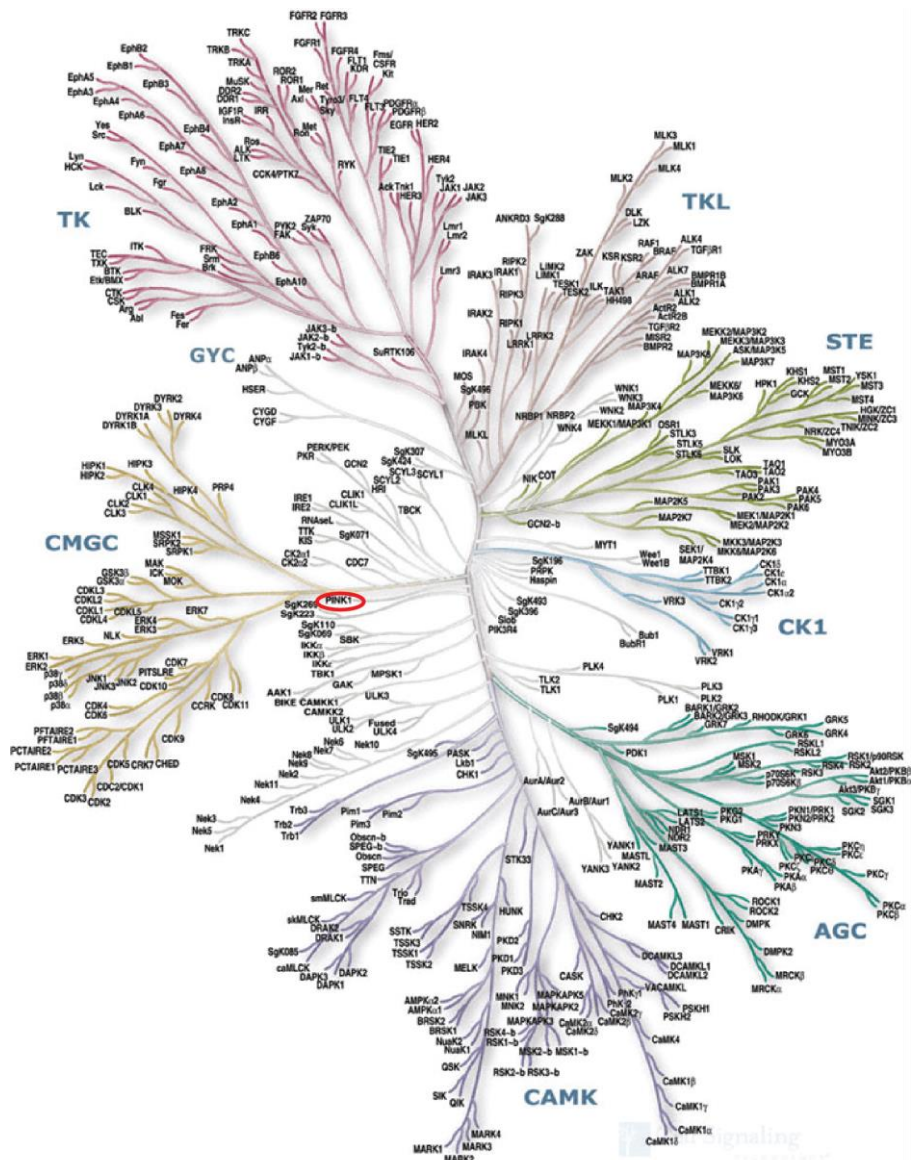 FGFR2 FGFR3
TRKC
FGFR1 FGFR4 Fms/
CSFR
EphB2
TRKB
FLT1
EphB1
TRKA
KDR
Kit
EphA5
EphB3
MuSK
ROR2
ROR1
Mer
Ret
Axl
Tyro3/
Sky
FLT4
FLT3
PDGFRα
PDGFRβ
EphA3
DDR2
DDR1
EphA4
IGF1R
IRR
InsR
Met
Ron
EGFR
HER2
EphA6
Yes
Src
EphB4
Ros
ALK
LTK
RYK
TIE2
TIE1
HER4
EphA7
Lyn
HCK
Fyn
EphA8
CCK4/PTK7
Ack
Tnk1
HER3
Tyk2
JAK1
JAK2
JAK3
Lck
Fgr
BLK
EphA2
EphA1
PYK2
FAK
ZAP70
Syk
Lmr1
Lmr2
Lmr3
TK
ITK
FRK
Srm
Brk
EphB6
EphA10
TEC
TXK
BTK
Etk/BMX
CTK
CSK
Arg
Abl
Fes
Fer
JAK3~b
JAK2~b
Tyk2~b
JAK1~b
SuRTK106
GYC
ANPα
ANPβ
HSER
CYGD
CYGF
MLK3
MLK1
MLK4
MLK2
TKL
ANKRD3
SgK288
DLK
LZK
ZAK
IRAK3
IRAK1
RIPK2
RIPK3
LIMK2
LIMK1
TESK1
TESK2
ILK
TAK1
HH498
KSR1
KSR2
RAF1
BRAF
ARAF
ALK4
TGFβR1
ALK7
BMPR1B
BMPR1A
ALK1
ALK2
ActR2
ActR2B
TGFβR2
MISR2
BMPR2
IRAK2
RIPK1
LRRK2
LRRK1
IRAK4
MOS
SgK496
PBK
MLKL
NRBP1
NRBP2
WNK1
WNK3
WNK2
WNK4
STE
MEKK2/MAP3K2
MEKK3/MAP3K3
ASK/MAP3K5
MAP3K8
MAP3K7
MEKK6/
MAP3K6
MAP3K4
MEKK1/MAP3K1
KHS1
KHS2
HPK1
GCK
MST1
MST2
YSK1
MST3
MST4
HGK/ZC1
MINK/ZC3
TNIK/ZC2
NRK/ZC4
MYO3A
MYO3B
OSR1
STLK3
STLK5
STLK6
SLK
LOK
TAO1
TAO2
TAO3
NIK
COT
PAK1
PAK3
PAK2
PAK4
PAK5
PAK6
MAP2K5
MAP2K7
GCN2~b
MEK1/MAP2K1
MEK2/MAP2K2
MKK3/MAP2K3
MKK6/MAP2K6
SEK1/
MAP2K4
DYRK2
DYRK3
DYRK1A
DYRK4
DYRK1B
PERK/PEK
PKR
GCN2
SgK307
SgK424
SCYL3
SCYL1
SCYL2
HRI
HIPK1
HIPK3
HIPK2
CLK4
CLK1
CLK2
CLK3
HIPK4
PRP4
IRE1
IRE2
CLIK1
CLIK1L
TBCK
RNAseL
TTK
KIS
SgK071
CMGC
MSSK1
SRPK2
SRPK1
CK2α1
CK2α2
CDC7
MAK
ICK
MOK
GSK3β
GSK3α
CDKL3
CDKL2
CDKL1
CDKL5
CDKL4
ERK7
ERK4
ERK3
NLK
ERK5
ERK1
ERK2
p38γ
p38δ
p38β
p38α
JNK1
JNK3
JNK2
CDK7
PITSLRE
CDK10
CDK8
CDK11
CCRK
CDK4
CDK6
PFTAIRE2
PFTAIRE1
CDK9
PCTAIRE2
PCTAIRE1
PCTAIRE3
CDK5
CRK7
CHED
CDC2/CDK1
CDK3
CDK2
PINK1
SgK269
SgK223
SgK110
SgK069
SBK
IKKα
IKKβ
IKKε
TBK1
MPSK1
GAK
AAK1
BIKE
CAMKK1
CAMKK2
ULK3
ULK1
ULK2
Fused
ULK4
MYT1
Wee1
Wee1B
SgK196
PRPK
Haspin
SgK493
SgK396
Slob
PIK3R4
Bub1
BubR1
TTBK1
TTBK2
CK1δ
CK1ε
CK1α
CK1α2
VRK3
CK1γ2
CK1γ1
CK1γ3
CK1
VRK1
VRK2
PLK4
TLK2
TLK1
PLK3
PLK1
PLK2
Nek6
Nek7
Nek8
Nek9
Nek10
Nek2
Nek11
Nek4
Nek3
Nek5
Nek1
SgK495
PASK
Lkb1
CHK1
AurA/Aur2
AurC/Aur3
AurB/Aur1
SgK494
BARK1/GRK2
BARK2/GRK3
RHODK/GRK1
GRK5
GRK7
GRK6
GRK4
PDK1
MSK1
MSK2
RSKL1
RSKL2
RSK1/p90RSK
RSK4
RSK2
RSK3
p70S6K
p70S6Kβ
Akt2/PKBβ
Akt1/PKBα
Akt3/PKBγ
SGK1
SGK2
SGK3
LATS1
LATS2
NDR1
NDR2
PKG2
PKG1
PKN1/PRK1
PKN2/PRK2
PKN3
PRKY
PRKX
MAST3
MASTL
YANK1
YANK2
YANK3
MAST2
PKCζ
PKCδ
PKCθ
PKCη
PKCε
PKAγ
PKAα
PKAβ
PKCγ
PKCα
PKCβ
MAST4
MAST1
ROCK1
ROCK2
DMPK
CRIK
DMPK2
MRCKβ
MRCKα
AGC
Trb3
Trb2
Trb1
Pim1
Pim2
Pim3
Obscn~b
SPEG~b
Obscn
SPEG
STK33
TTN
smMLCK
Trio
Trad
skMLCK
DRAK2
DRAK1
SgK085
caMLCK
DAPK3
DAPK2
DAPK1
TSSK4
SSTK
SNRK
NIM1
TSSK3
TSSK1
TSSK2
HUNK
CHK2
MELK
PKD2
PKD1
PKD3
CASK
DCAMKL3
DCAMKL1
DCAMKL2
VACAMKL
MNK1
MNK2
MAPKAPK5
MAPKAPK2
MAPKAPK3
PhKγ1
PhKγ2
PSKH1
PSKH2
AMPKα2
AMPKα1
BRSK2
BRSK1
NuaK2
NuaK1
QSK
SIK
QIK
RSK4~b
RSK1~b
CaMK2α
CaMK2δ
CaMK2γ
CaMK2β
CaMK4
MSK2~b
MSK1~b
RSK2~b
RSK3~b
CaMK1β
CaMK1γ
CaMK1α
CaMK1δ
CAMK
MARK4
MARK1
MARK3
MARK2
Signaling